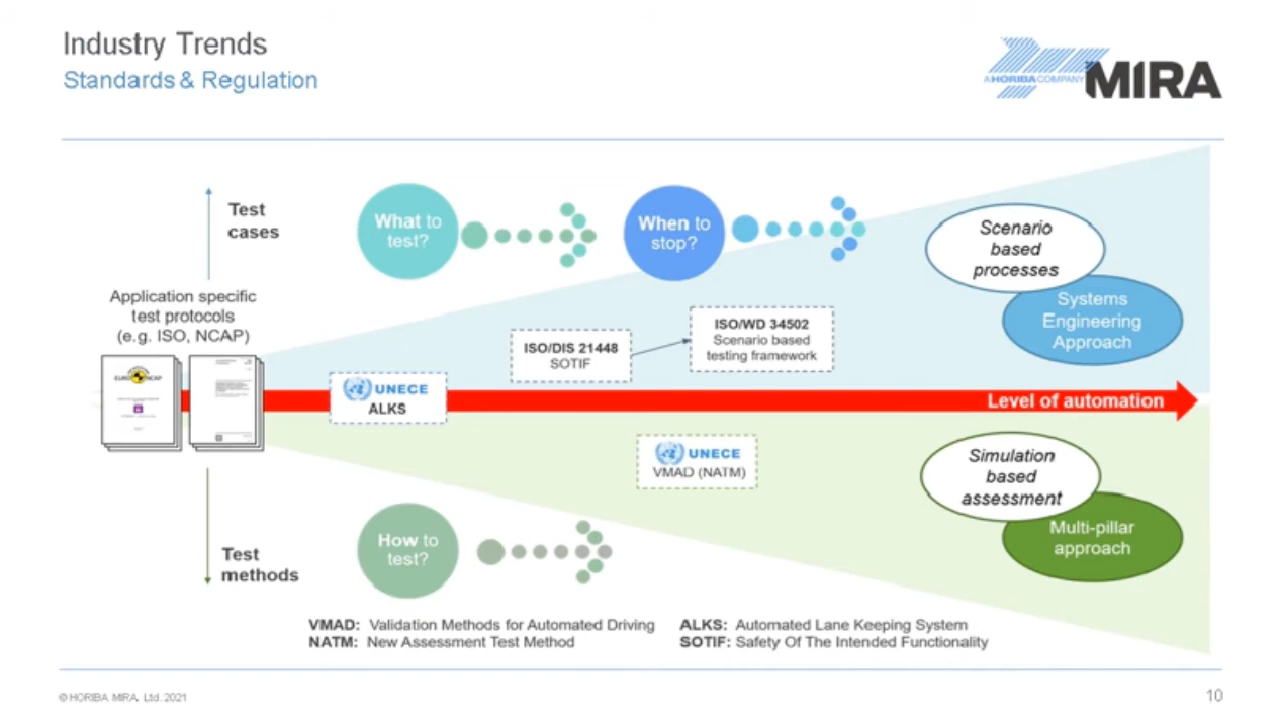 Industry Trends
Standards & Regulation
A HORIBA COMPANY
MIRA
Test
cases
What to
test?
When to
stop?
Scenario
based
processes
Systems
Engineering
Approach
Application specific
test protocols
(e.g. ISO, NCAP)
ISO/DIS 21448
SOTIF
ISO/WD 34502
Scenario based
testing framework
EURO NCAP
UNECE
ALKS
Level of automation
UNECE
VMAD (NATM)
Simulation
based
assessment
Multi-pillar
approach
How to
test?
Test
methods
VMAD: Validation Methods for Automated Driving
NATM: New Assessment Test Method
ALKS: Automated Lane Keeping System
SOTIF: Safety Of The Intended Functionality
© HORIBA MIRA, Ltd. 2021
10